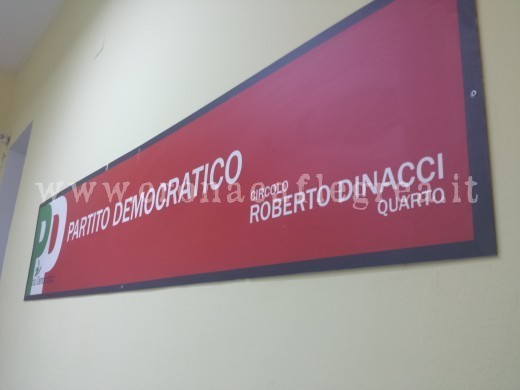 PD
PARTITO DEMOCRATICO
CIRCOLO
ROBERTO DINACCI
QUARTO
www.cronacaflegrea.it